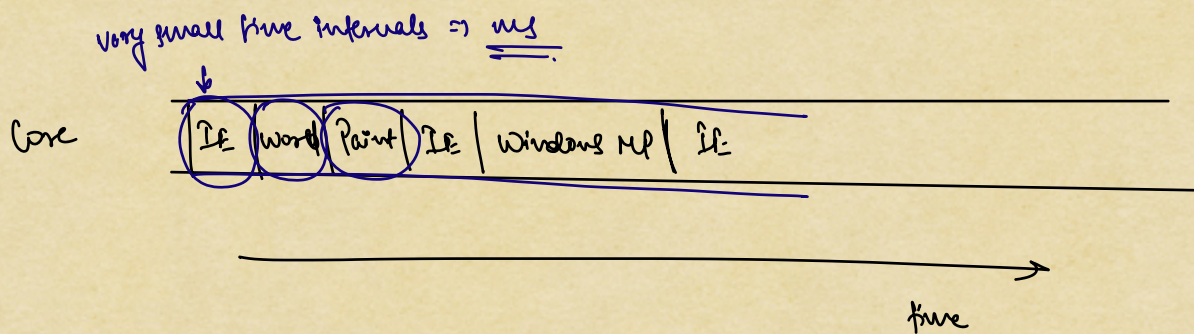 very small time intervals => ms
Core | IE | Word | Paint | IE | Windows MP | IE
time